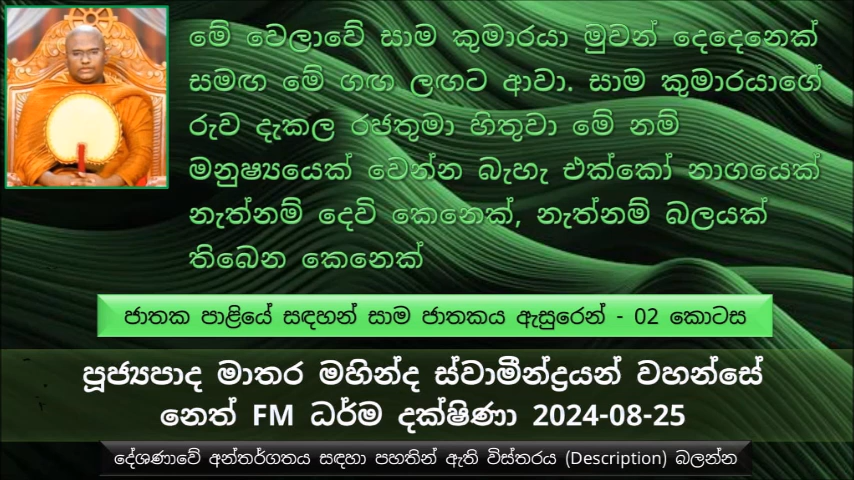 මේ වෙලාවේ සාම කුමාරයා මුවන් දෙදෙනෙක්
සමඟ මේ ගඟ ලඟට ආවා. සාම කුමාරයාගේ
රුව දැකල රජතුමා හිතුවා මේ නම්
මනුෂ්‍යයෙක් වෙන්න බැහැ එක්කෝ නාගයෙක්
නැත්නම් දෙවි කෙනෙක්, නැත්නම් බලයක්
තිබෙන කෙනෙක්
ජාතක පාළියේ සඳහන් සාම ජාතකය ඇසුරෙන් - 02 කොටස
පූජ්‍යපාද මාතර මහින්ද ස්වාමීන්ද්‍රයන් වහන්සේ
නෙත් FM ධර්ම දක්ෂිණා 2024-08-25
දේශණාවේ අන්තර්ගතය සඳහා පහතින් ඇති විස්තරය (Description) බලන්න